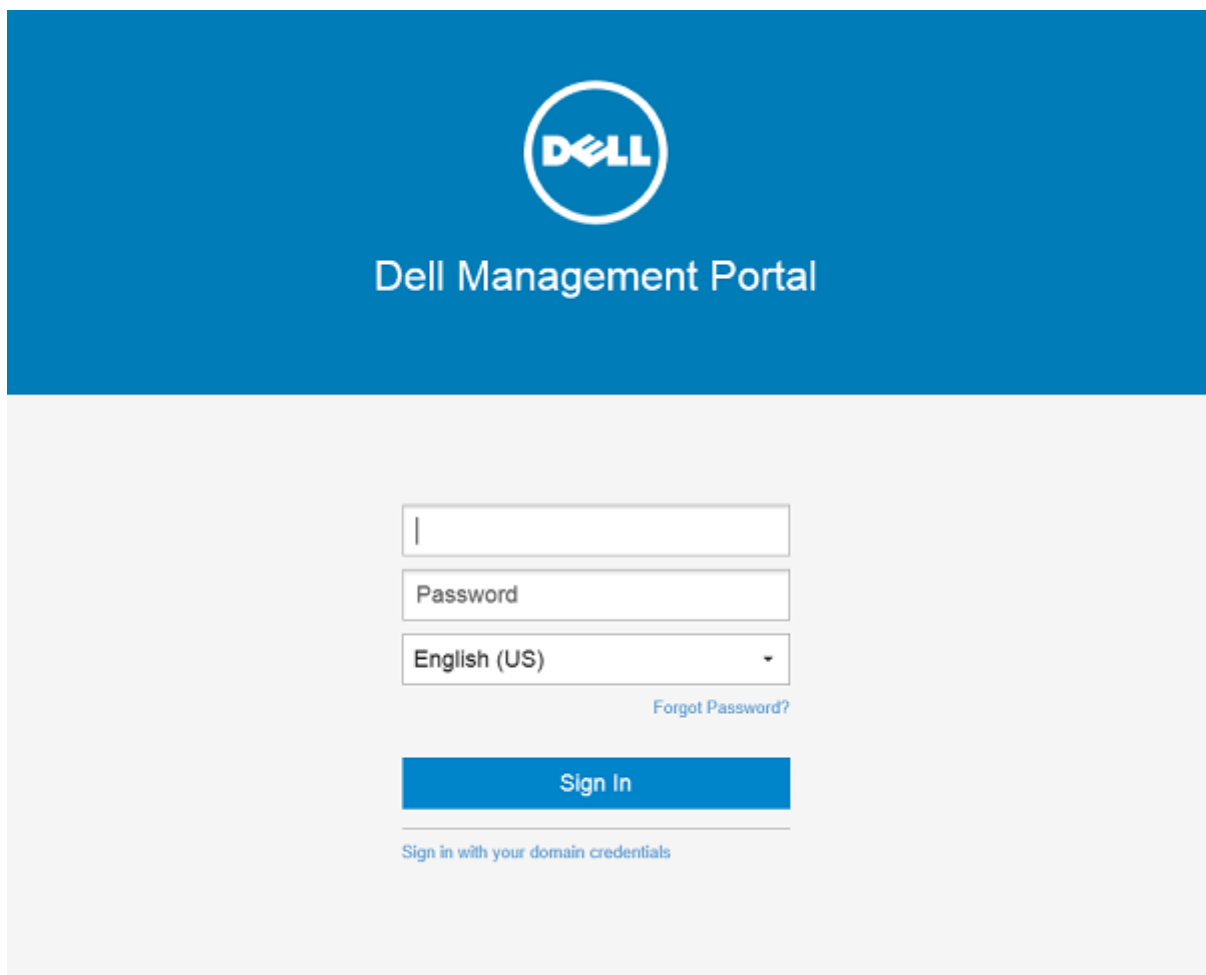 DELL
Dell Management Portal
Password
English (US)
Forgot Password?
Sign In
Sign in with your domain credentials